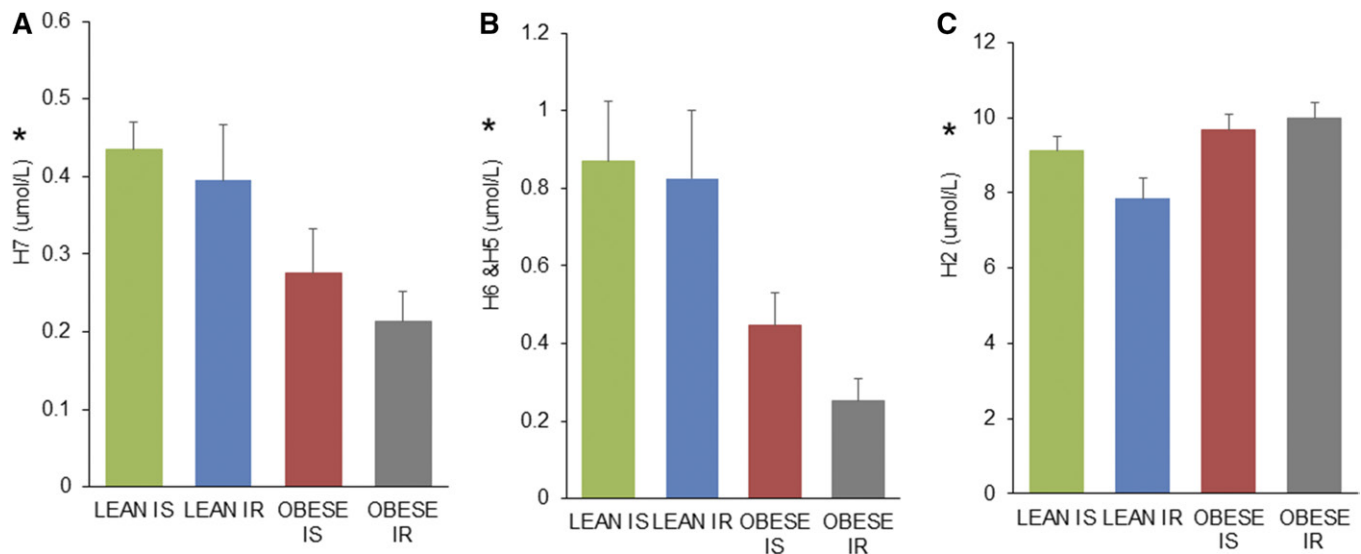 A
0.6
0.5
0.4
0.3
0.2
0.1
0
H7 (umol/L) *
LEAN IS LEAN IR OBESE IS OBESE IR
B
1.2
1
0.8
0.6
0.4
0.2
0
H6 &H5 (umol/L) *
LEAN IS LEAN IR OBESE IS OBESE IR
C
12
10
8
6
4
2
0
H2 (umol/L) *
LEAN IS LEAN IR OBESE IS OBESE IR